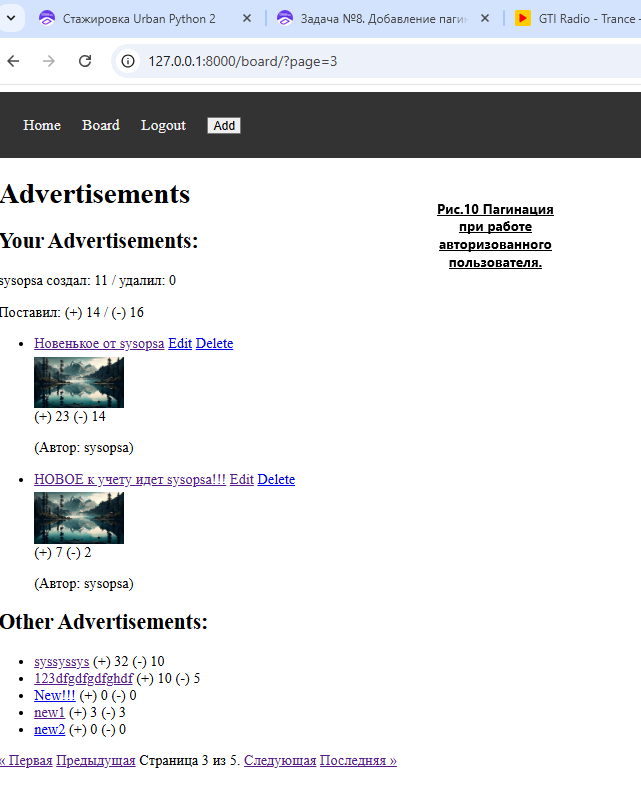 Стажировка Urban Python 2
Задача №8. Добавление
GTI Radio - Trance
127.0.0.1:8000/board/?page=3
Home Board Logout Add
Advertisements
Рис.10 Пагинация
при работе
авторизованного
пользователя.
Your Advertisements:
sysopsa создал: 11 / удалил: 0
Поставил: (+) 14 / (-) 16
Новенькое от sysopsa Edit Delete
(+) 23 (-) 14
(Автор: sysopsa)
НОВОЕ к учету идет sysopsa!!! Edit Delete
(+) 7 (-) 2
(Автор: sysopsa)
Other Advertisements:
syssyssys (+) 32 (-) 10
123dfgdfgdfghdf (+) 10 (-) 5
New!!! (+) 0 (-) 0
new1 (+) 3 (-) 3
new2 (+) 0 (-) 0
« Первая Предыдущая Страница 3 из 5. Следующая Последняя »